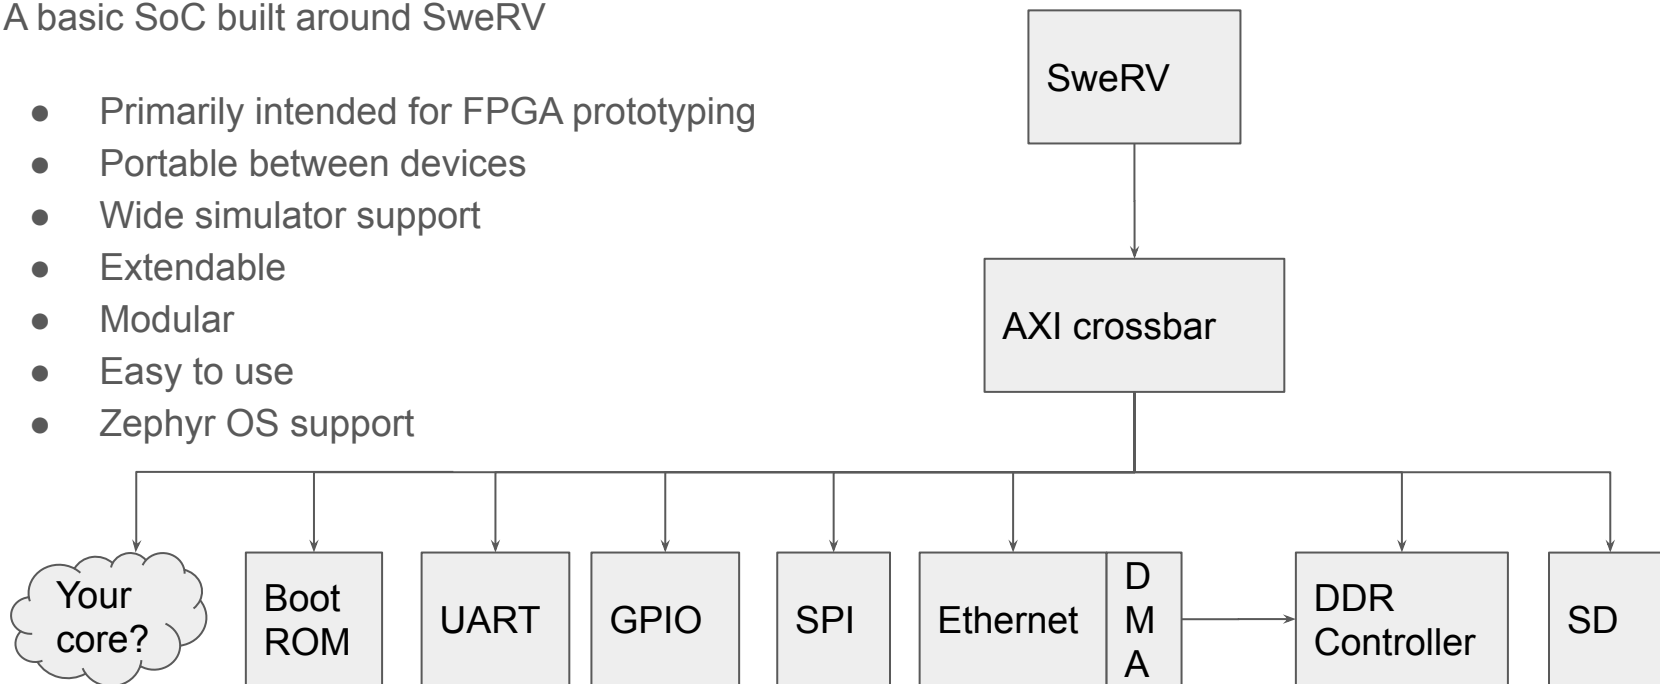 A basic SoC built around SweRV
● Primarily intended for FPGA prototyping
● Portable between devices
● Wide simulator support
● Extendable
● Modular
● Easy to use
● Zephyr OS support
SweRV
AXI crossbar
Your
core?
Boot
ROM
UART
GPIO
SPI
Ethernet
D
M
A
DDR
Controller
SD